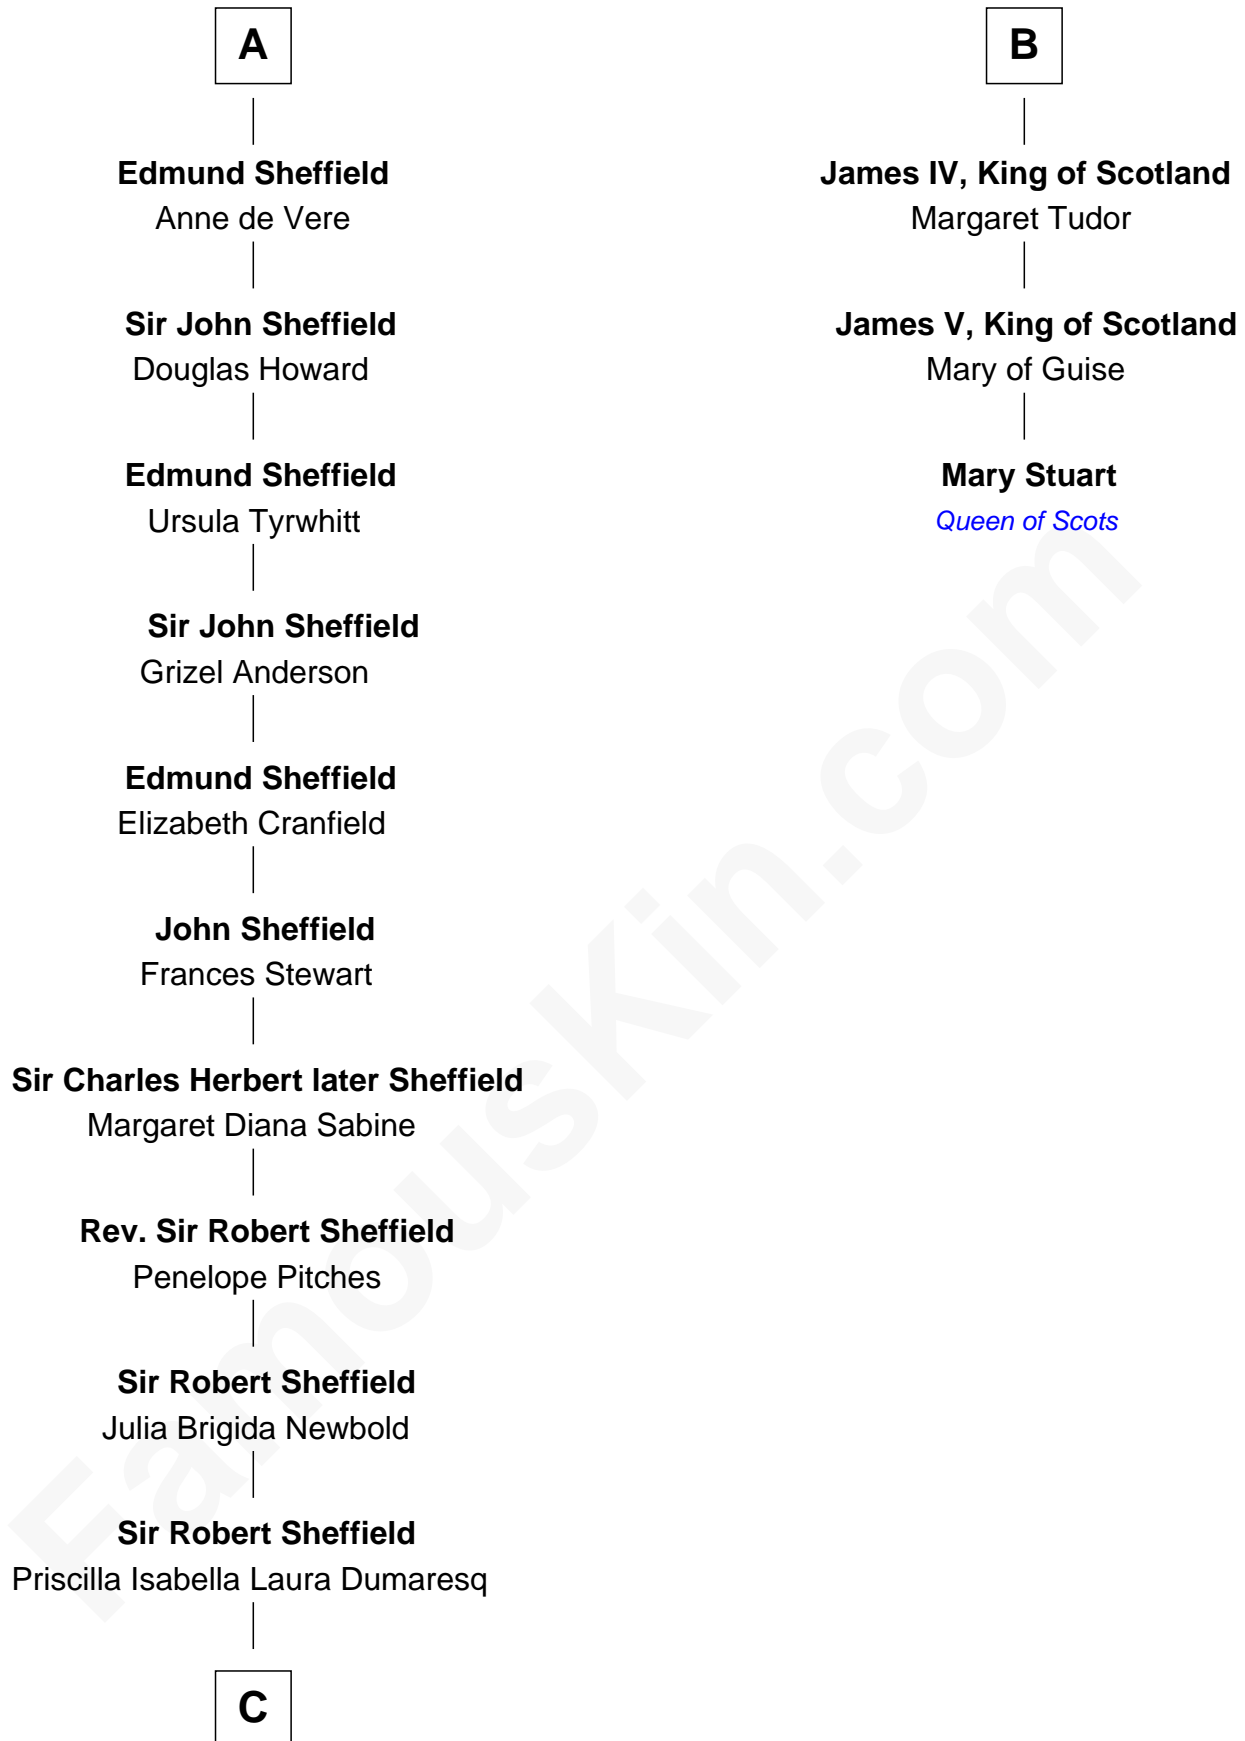 A
Edmund Sheffield
Anne de Vere
Sir John Sheffield
Douglas Howard
Edmund Sheffield
Ursula Tyrwhitt
Sir John Sheffield
Grizel Anderson
Edmund Sheffield
Elizabeth Cranfield
John Sheffield
Frances Stewart
Sir Charles Herbert later Sheffield
Margaret Diana Sabine
Rev. Sir Robert Sheffield
Penelope Pitches
Sir Robert Sheffield
Julia Brigida Newbold
Sir Robert Sheffield
Priscilla Isabella Laura Dumaresq
C
B
James IV, King of Scotland
Margaret Tudor
James V, King of Scotland
Mary of Guise
Mary Stuart
Queen of Scots
FamousKin.com